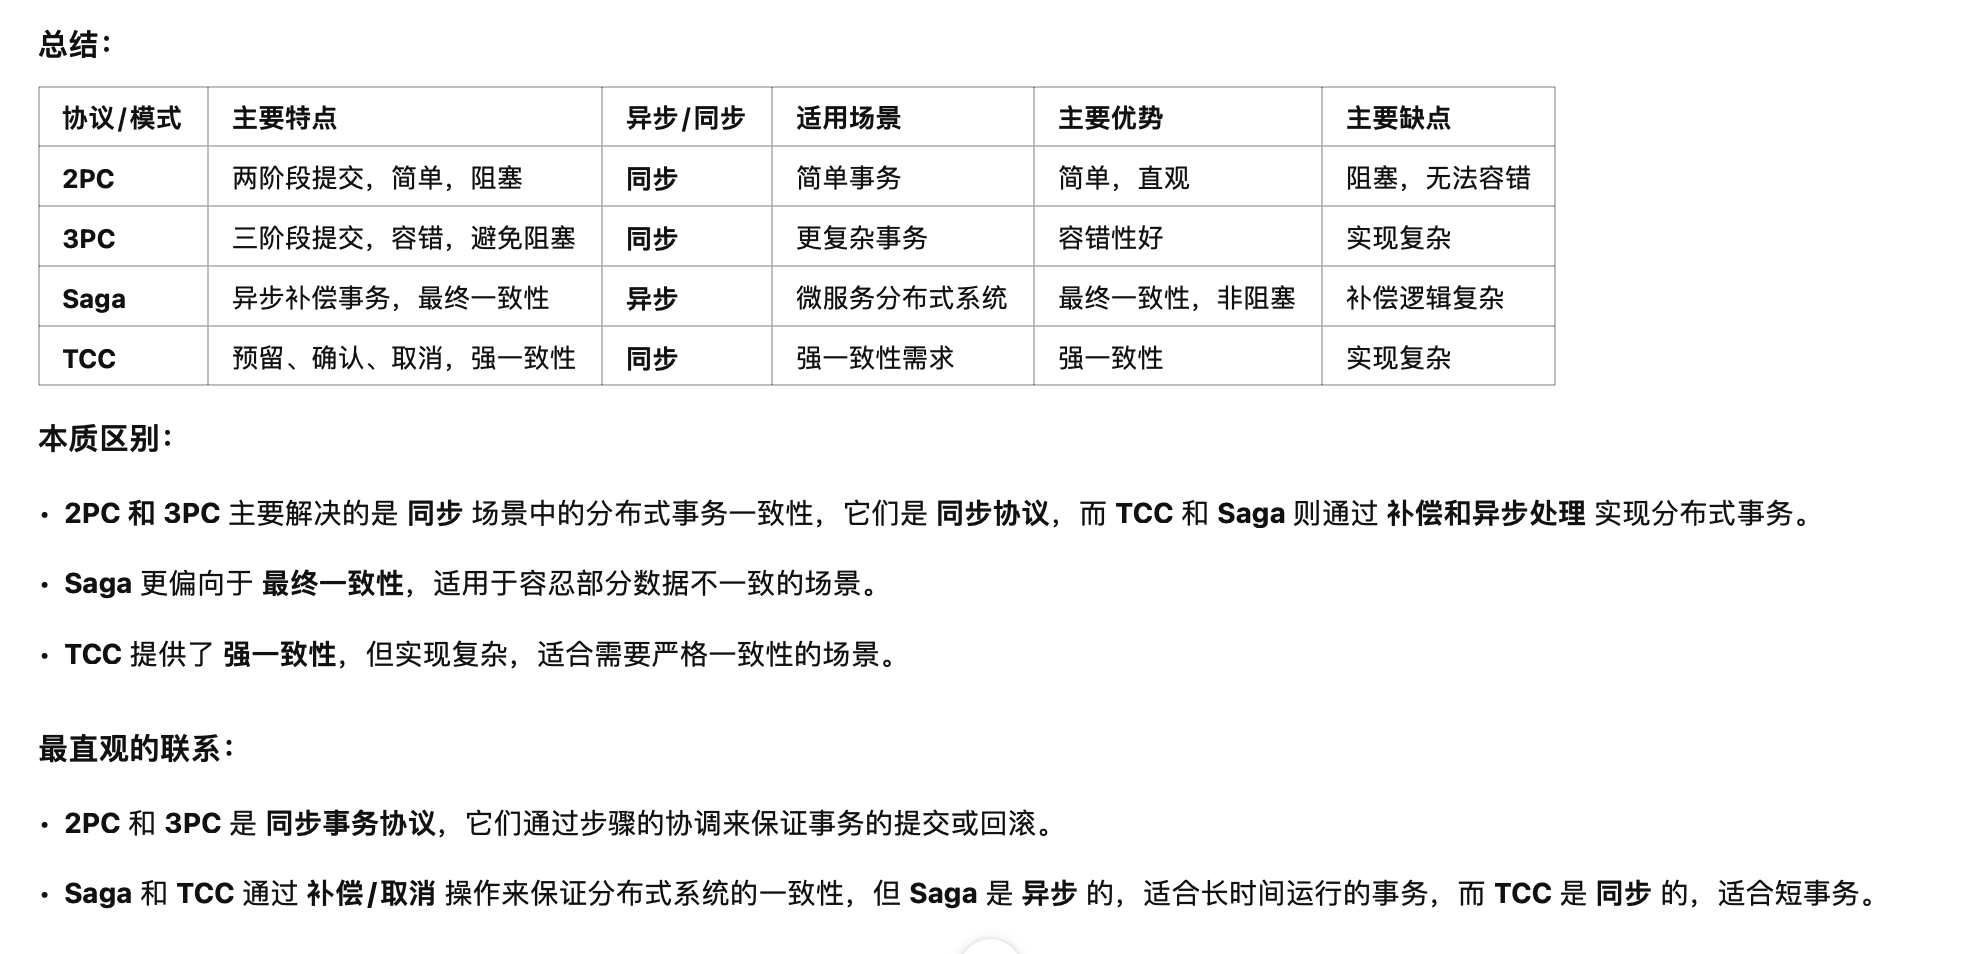 总结：
协议/模式 主要特点 异步/同步 适用场景 主要优势 主要缺点
2PC 两阶段提交，简单，阻塞 同步 简单事务 简单，直观 阻塞，无法容错
3PC 三阶段提交，容错，避免阻塞 同步 更复杂事务 容错性好 实现复杂
Saga 异步补偿事务，最终一致性 异步 微服务分布式系统 最终一致性，非阻塞 补偿逻辑复杂
TCC 预留、确认、取消，强一致性 同步 强一致性需求 强一致性 实现复杂
本质区别：
• 2PC 和 3PC 主要解决的是 同步 场景中的分布式事务一致性，它们是 同步协议，而 TCC 和 Saga 则通过 补偿和异步处理 实现分布式事务。
• Saga 更偏向于 最终一致性，适用于容忍部分数据不一致的场景。
• TCC 提供了 强一致性，但实现复杂，适合需要严格一致性的场景。
最直观的联系：
• 2PC 和 3PC 是 同步事务协议，它们通过步骤的协调来保证事务的提交或回滚。
• Saga 和 TCC 通过 补偿/取消 操作来保证分布式系统的一致性，但 Saga 是 异步 的，适合长时间运行的事务，而 TCC 是 同步 的，适合短事务。